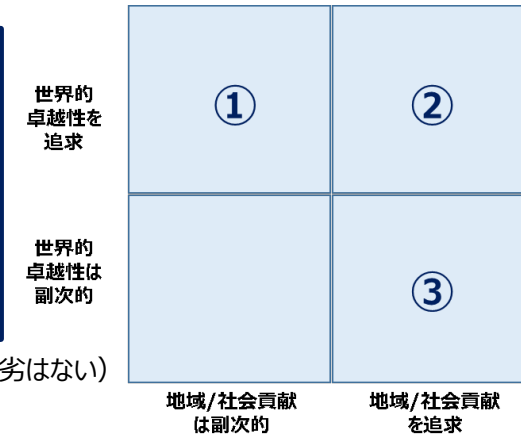 世界的
卓越性を
追求
①
②
世界的
卓越性は
副次的
③
劣はない）
地域/社会貢献
は副次的
地域/社会貢献
を追求